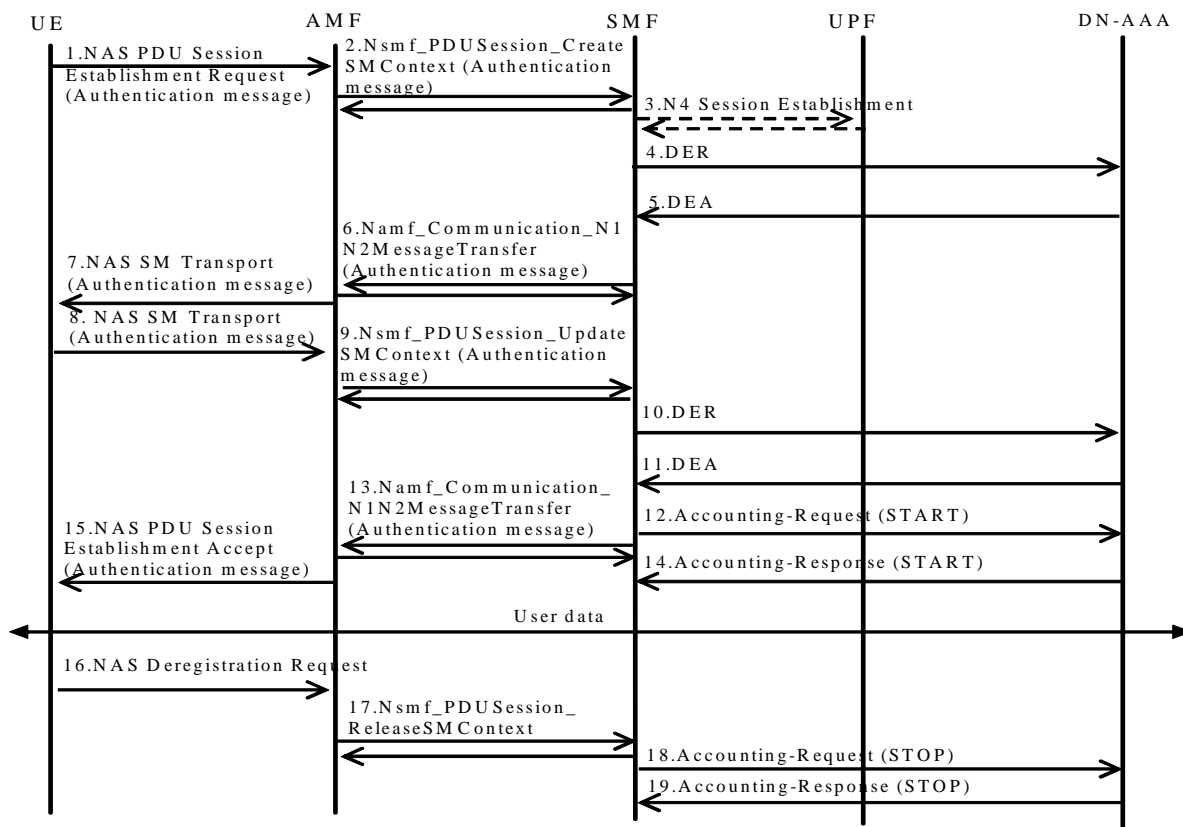 UE
AMF
SMF
UPF
DN-AAA
1.NAS PDU Session
Establishment Request
(Authentication message)
2.Nsmf_PDUSession_Create
SMContext (Authentication
message)
3.N4 Session Establishment
4.DER
5.DEA
6.Namf_Communication_N1
N2MessageTransfer
(Authentication message)
7.NAS SM Transport
(Authentication message)
8. NAS SM Transport
(Authentication message)
9.Nsmf_PDUSession_Update
SMContext (Authentication
message)
10.DER
11.DEA
13.Namf_Communication_
N1N2MessageTransfer
(Authentication message)
12.Accounting-Request (START)
15.NAS PDU Session
Establishment Accept
(Authentication message)
14.Accounting-Response (START)
User data
16.NAS Deregistration Request
17.Nsmf_PDUSession_
ReleaseSMContext
18.Accounting-Request (STOP)
19.Accounting-Response (STOP)